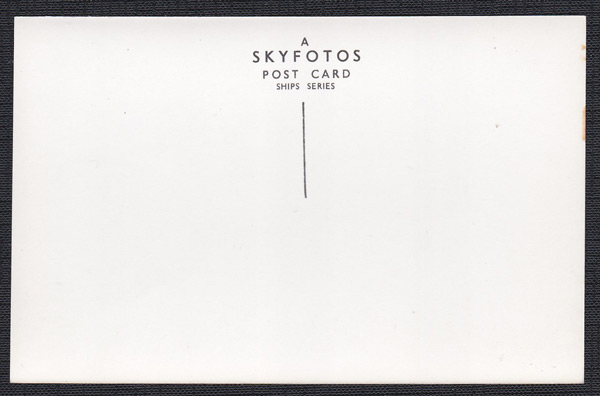 A
SKYFOTOS
POST CARD
SHIPS SERIES